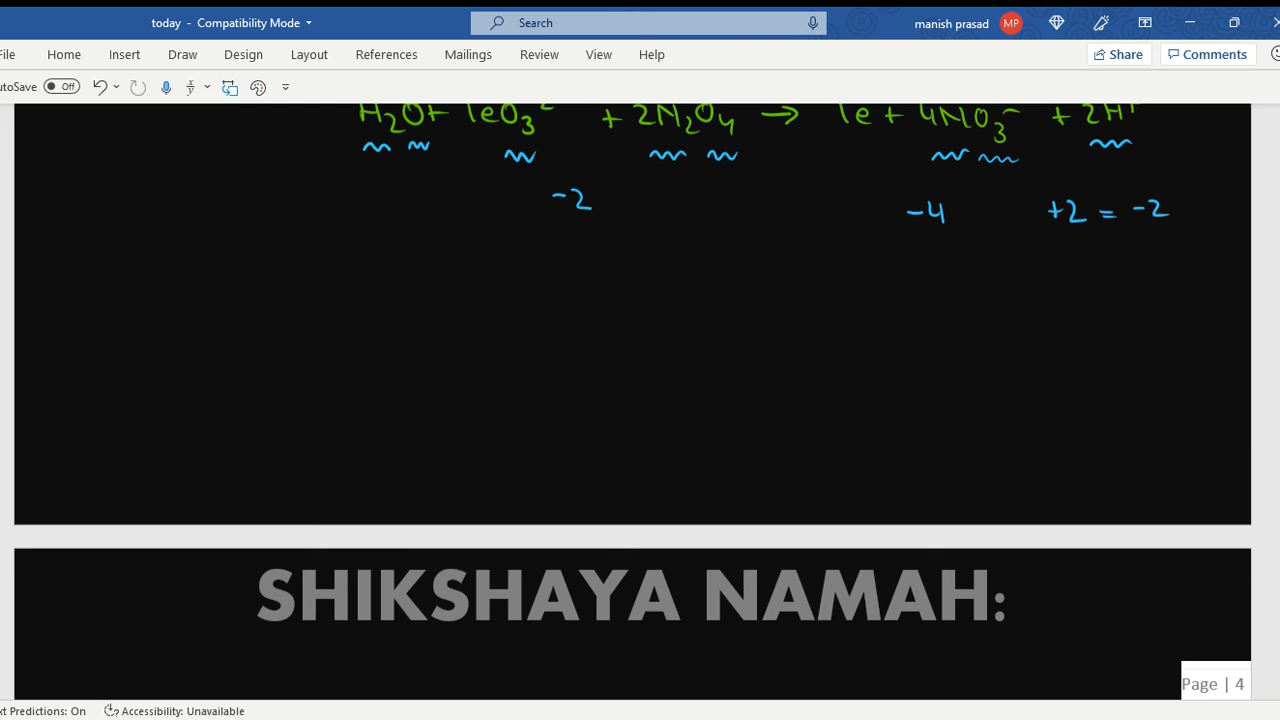 today - Compatibility Mode
Search
manish prasad MP
File Home Insert Draw Design Layout References Mailings Review View Help Share Comments
AutoSave Off
H₂O + TeO₃²⁻ + 2N₂O₄ → Te + 4NO₃⁻ + 2H⁺
-2 -4 +2 = -2
SHIKSHAYA NAMAH:
Page | 4
xt Predictions: On Accessibility: Unavailable